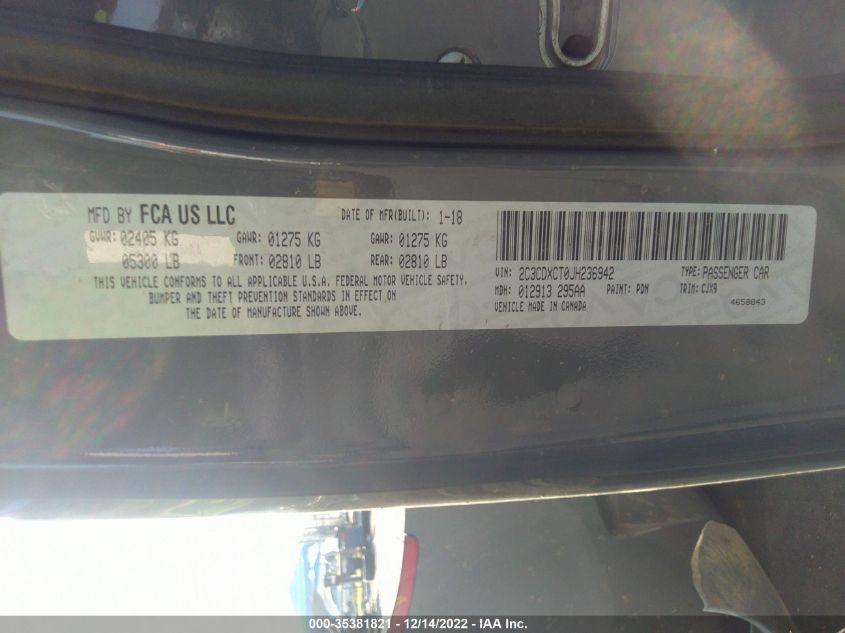 MFD BY FCA US LLC DATE OF MFR(BUILT): 1-18
GVWR: 02405 KG GAWR: 01275 KG GAWR: 01275 KG
05300 LB FRONT: 02810 LB REAR: 02810 LB
THIS VEHICLE CONFORMS TO ALL APPLICABLE U.S.A. FEDERAL MOTOR VEHICLE SAFETY,
BUMPER AND THEFT PREVENTION STANDARDS IN EFFECT ON
THE DATE OF MANUFACTURE SHOWN ABOVE.
VIN: 2C3CDXCT0JH236942 TYPE: PASSENGER CAR
MDH: 012913 295AA PAINT: PDN TRIM: CJX9
VEHICLE MADE IN CANADA 4658843
000-35381821 - 12/14/2022 - IAA Inc.